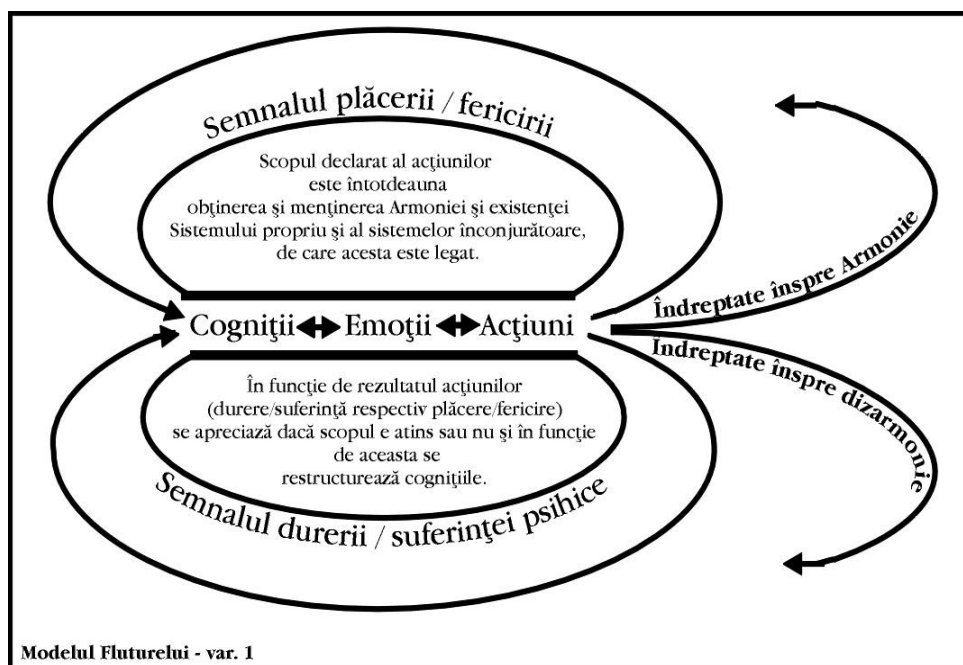 Semnalul plăcerii / fericirii
Scopul declarat al acţiunilor
este întotdeauna
obţinerea şi menţinerea Armoniei şi existenţei
Sistemului propriu şi al sistemelor înconjurătoare,
de care acesta este legat.
Îndreptate înspre Armonie
Cogniţii Emoţii Acţiuni
Îndreptate înspre dizarmonie
În funcţie de rezultatul acţiunilor
(durere/suferinţă respectiv plăcere/fericire)
se apreciază dacă scopul e atins sau nu şi în funcţie
de aceasta se
restructurează cogniţiile.
Semnalul durerii / suferinţei psihice
Modelul Fluturelui - var. 1